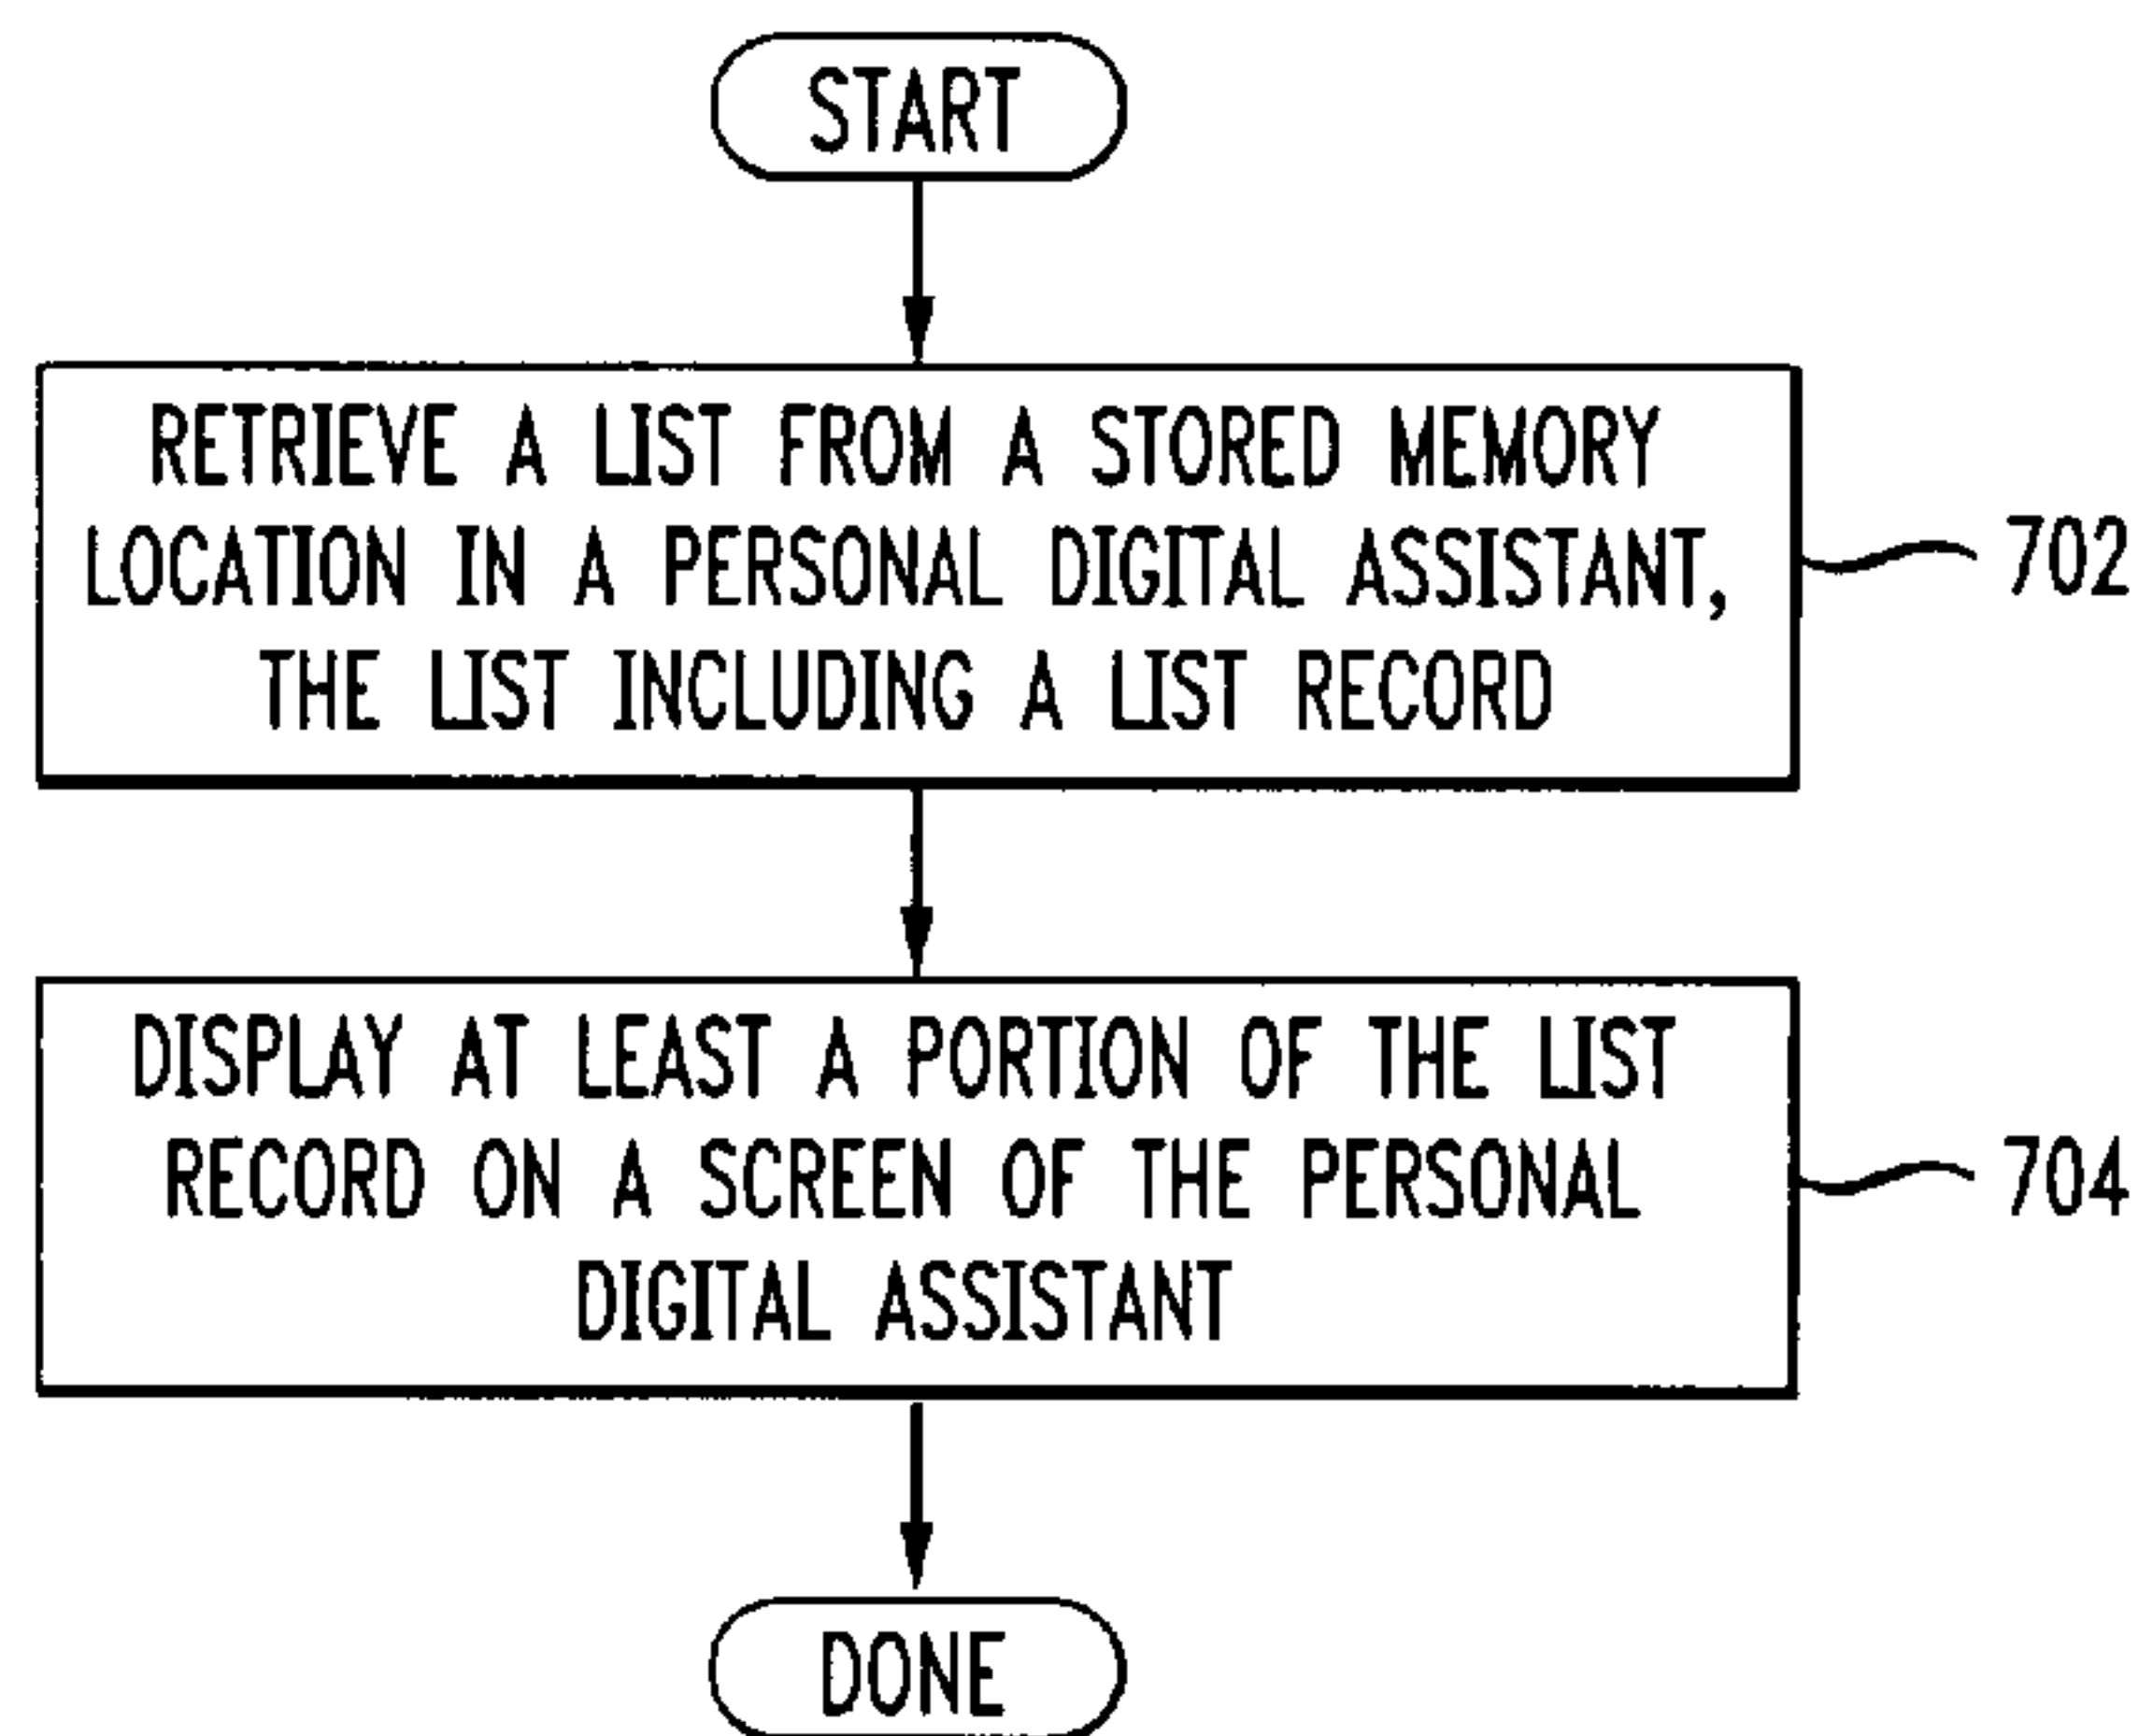 START
RETRIEVE A LIST FROM A STORED MEMORY
LOCATION IN A PERSONAL DIGITAL ASSISTANT,
THE LIST INCLUDING A LIST RECORD
702
DISPLAY AT LEAST A PORTION OF THE LIST
RECORD ON A SCREEN OF THE PERSONAL
DIGITAL ASSISTANT
704
DONE